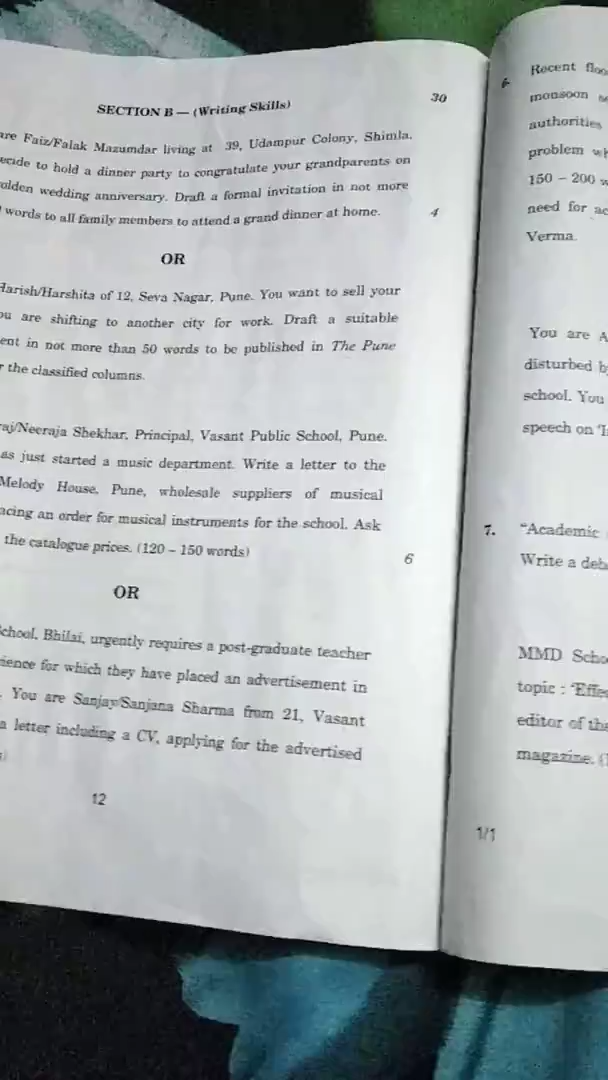 SECTION B — (Writing Skills)
30
are Faiz/Falak Mazumdar living at 39, Udampur Colony, Shimla.
to hold a dinner party to congratulate your grandparents on
wedding anniversary. Draft a formal invitation in not more
words to all family members to attend a grand dinner at home.
4
OR
Harish/Harshita of 12, Seva Nagar, Pune. You want to sell your
are shifting to another city for work. Draft a suitable
in not more than 50 words to be published in The Pune
the classified columns.
/Neeraja Shekhar, Principal, Vasant Public School, Pune.
as just started a music department. Write a letter to the
Melody House, Pune, wholesale suppliers of musical
an order for musical instruments for the school. Ask
the catalogue prices. (120 – 150 words)
6
OR
School, Bhilai, urgently requires a post-graduate teacher
for which they have placed an advertisement in
. You are Sanjay/Sanjana Sharma from 21, Vasant
a letter including a CV, applying for the advertised
12
6.
Recent
monsoon
authorities
problem
150 – 200
need for
Verma.
You are A
disturbed
school. You
speech on
7.
"Academic
Write a
MMD
topic :
editor of the
magazine.
1/1